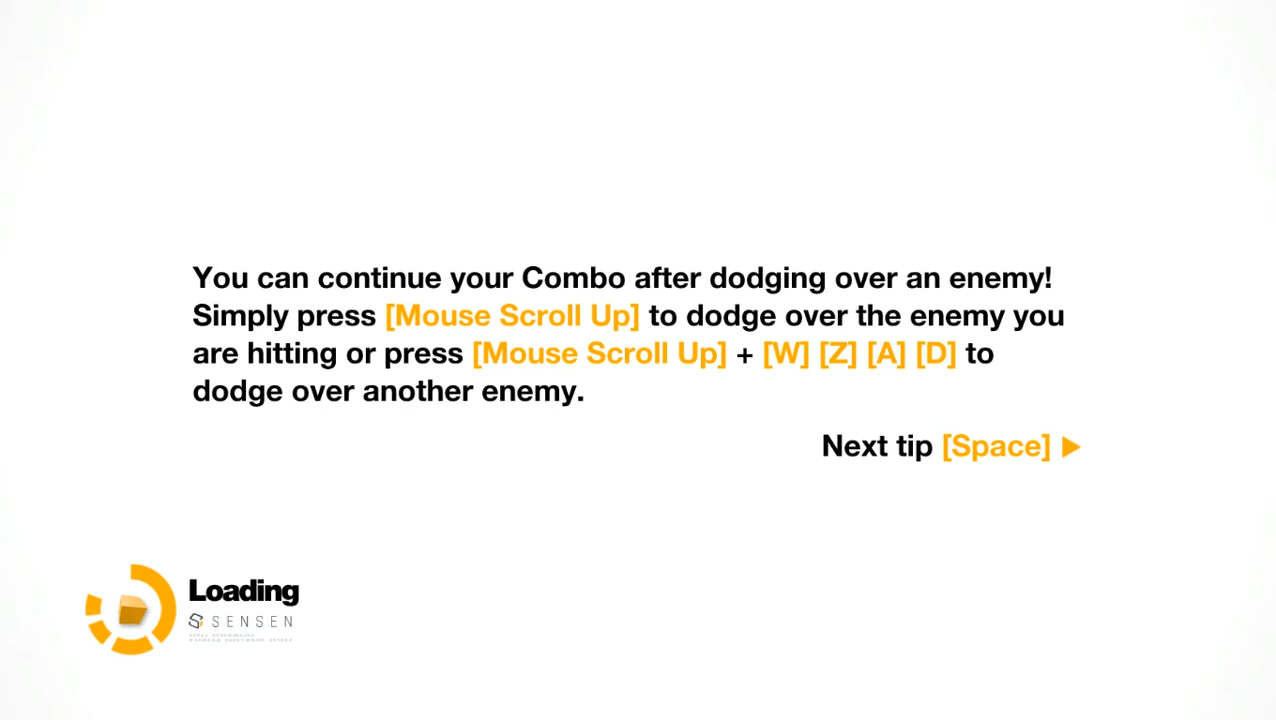 You can continue your Combo after dodging over an enemy!
Simply press [Mouse Scroll Up] to dodge over the enemy you
are hitting or press [Mouse Scroll Up] + [W] [Z] [A] [D] to
dodge over another enemy.
Next tip [Space]
Loading
SENSEN